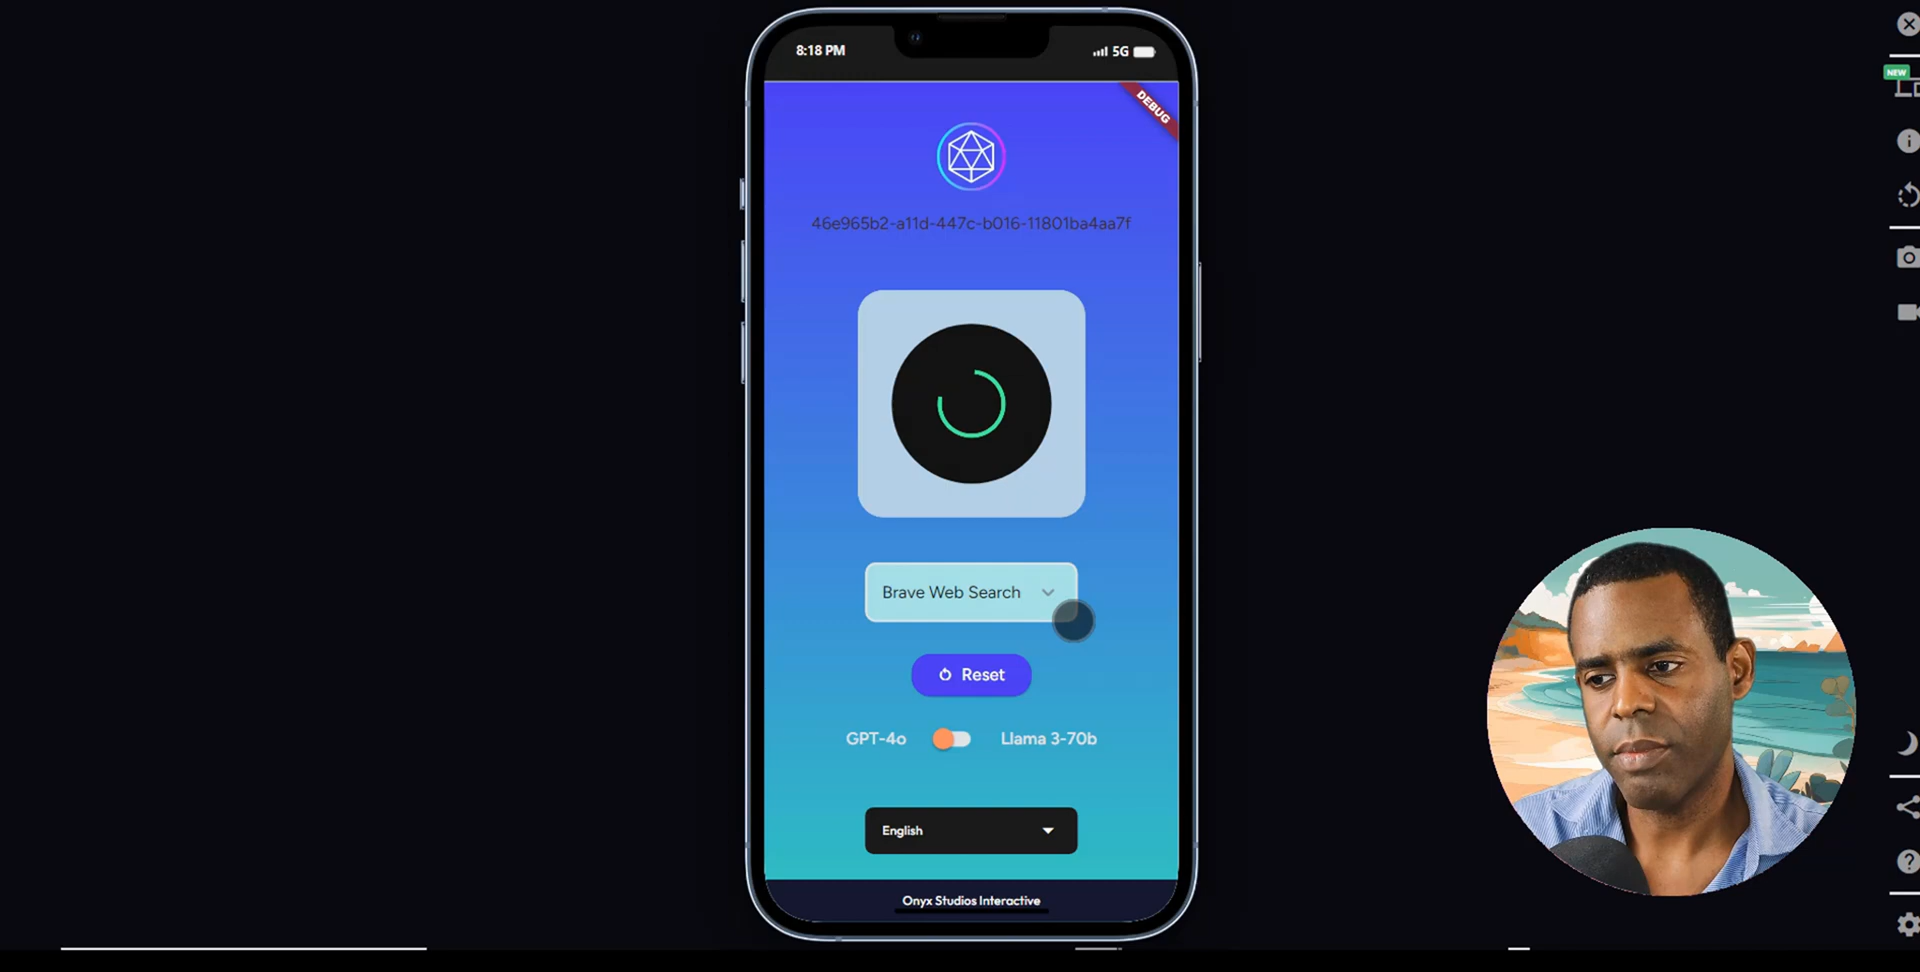 8:18 PM
5G
DEBUG
NEW
46e965b2-a11d-447c-b016-11801ba4aa7f
Brave Web Search
Reset
GPT-4o
Llama 3-70b
English
Onyx Studios Interactive